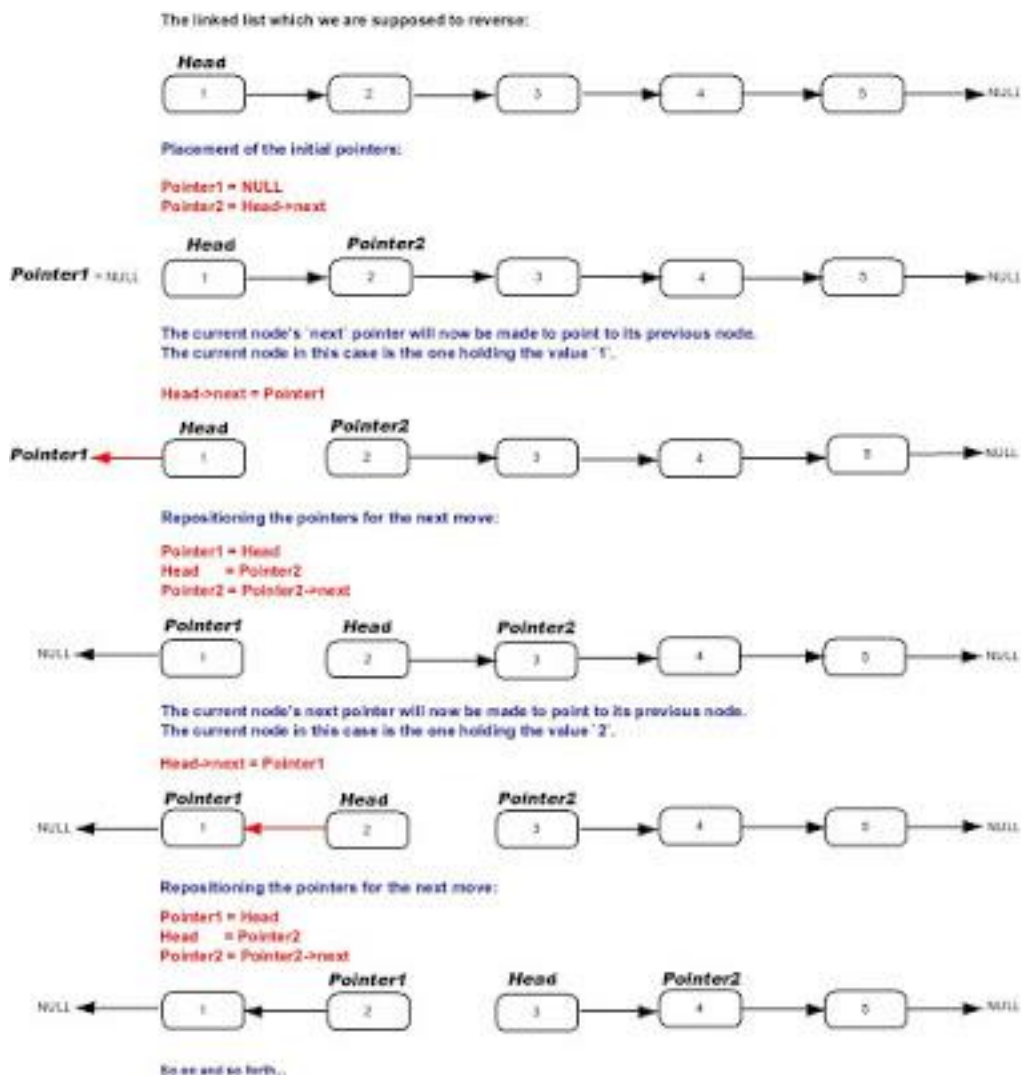 The linked list which we are supposed to reverse:
Head
1 2 3 4 5 NULL
Placement of the initial pointers:
Pointer1 = NULL
Pointer2 = Head->next
Head Pointer2
Pointer1 = NULL 1 2 3 4 5 NULL
The current node's `next` pointer will now be made to point to its previous node.
The current node in this case is the one holding the value `1`.
Head->next = Pointer1
Head Pointer2
Pointer1 1 2 3 4 5 NULL
Repositioning the pointers for the next move:
Pointer1 = Head
Head = Pointer2
Pointer2 = Pointer2->next
Pointer1 Head Pointer2
NULL 1 2 3 4 5 NULL
The current node's next pointer will now be made to point to its previous node.
The current node in this case is the one holding the value `2`.
Head->next = Pointer1
Pointer1 Head Pointer2
NULL 1 2 3 4 5 NULL
Repositioning the pointers for the next move:
Pointer1 = Head
Head = Pointer2
Pointer2 = Pointer2->next
Pointer1 Head Pointer2
NULL 1 2 3 4 5 NULL
So on and so forth...